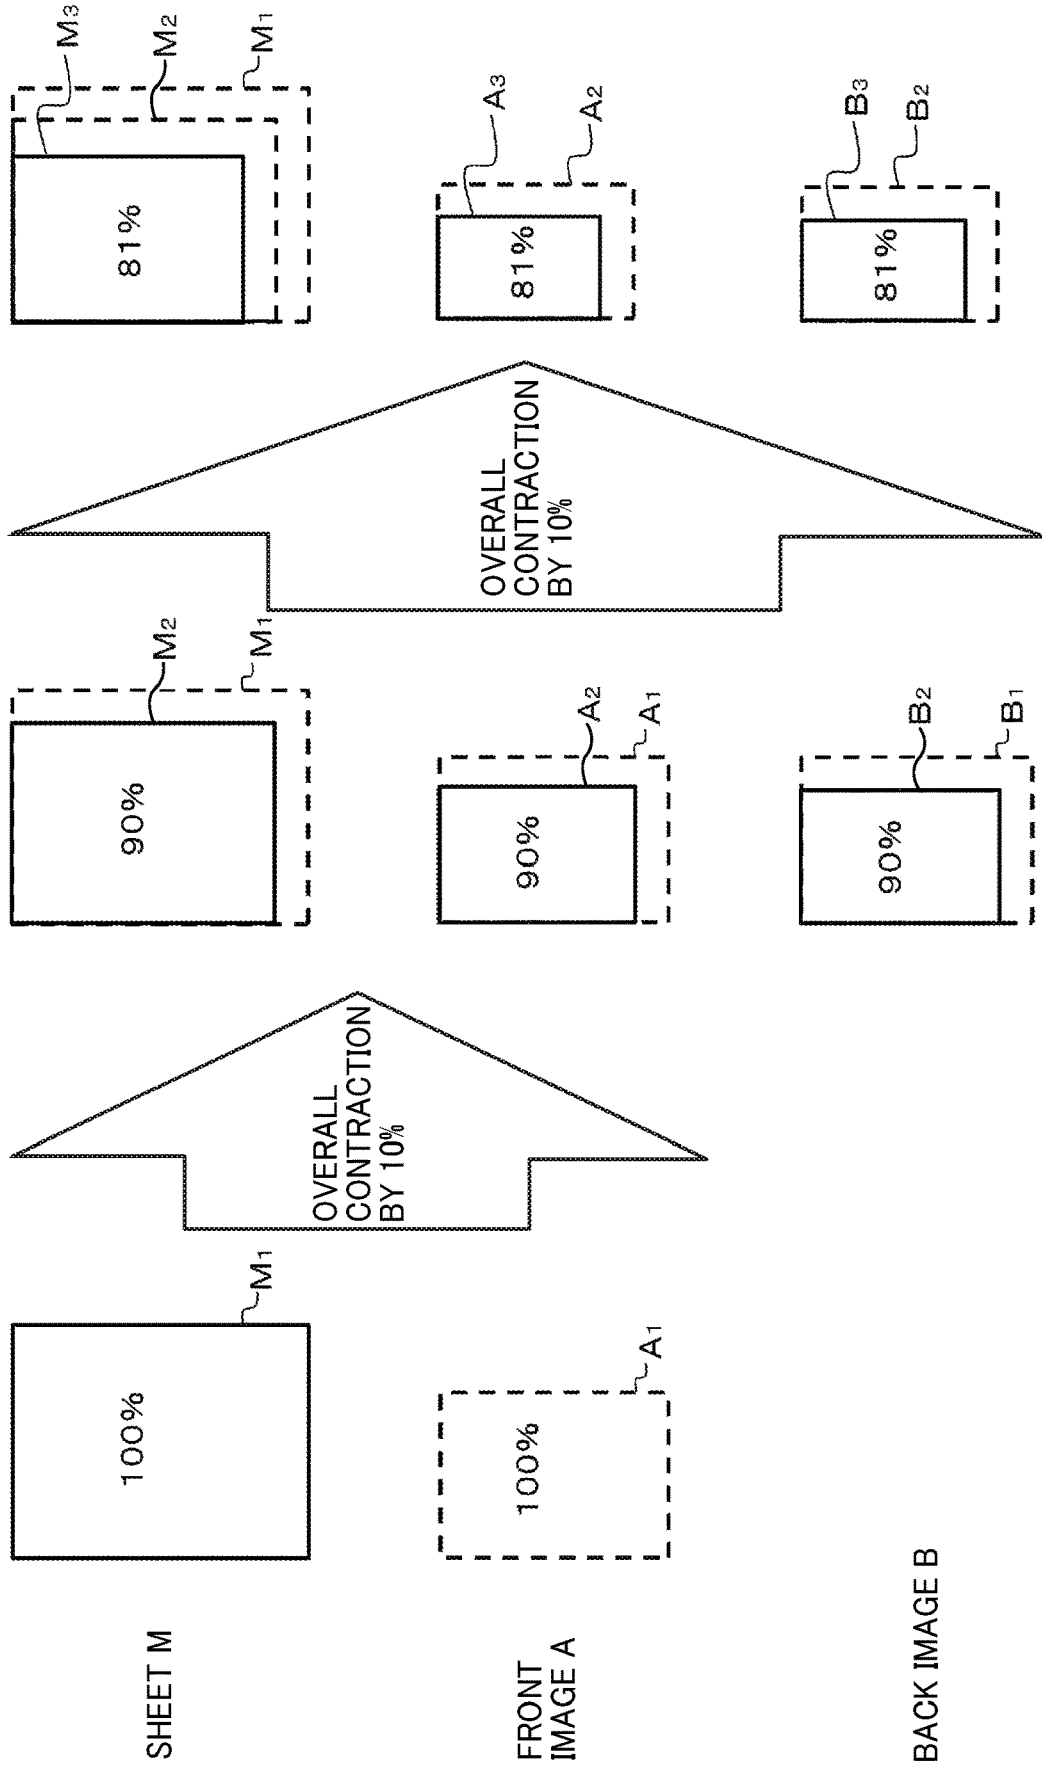 SHEET M
100%
M1
OVERALL
CONTRACTION
BY 10%
90%
M2
M1
OVERALL
CONTRACTION
BY 10%
81%
M3
M2
M1
FRONT
IMAGE A
100%
A1
90%
A2
A1
81%
A3
A2
BACK IMAGE B
90%
B2
B1
81%
B3
B2